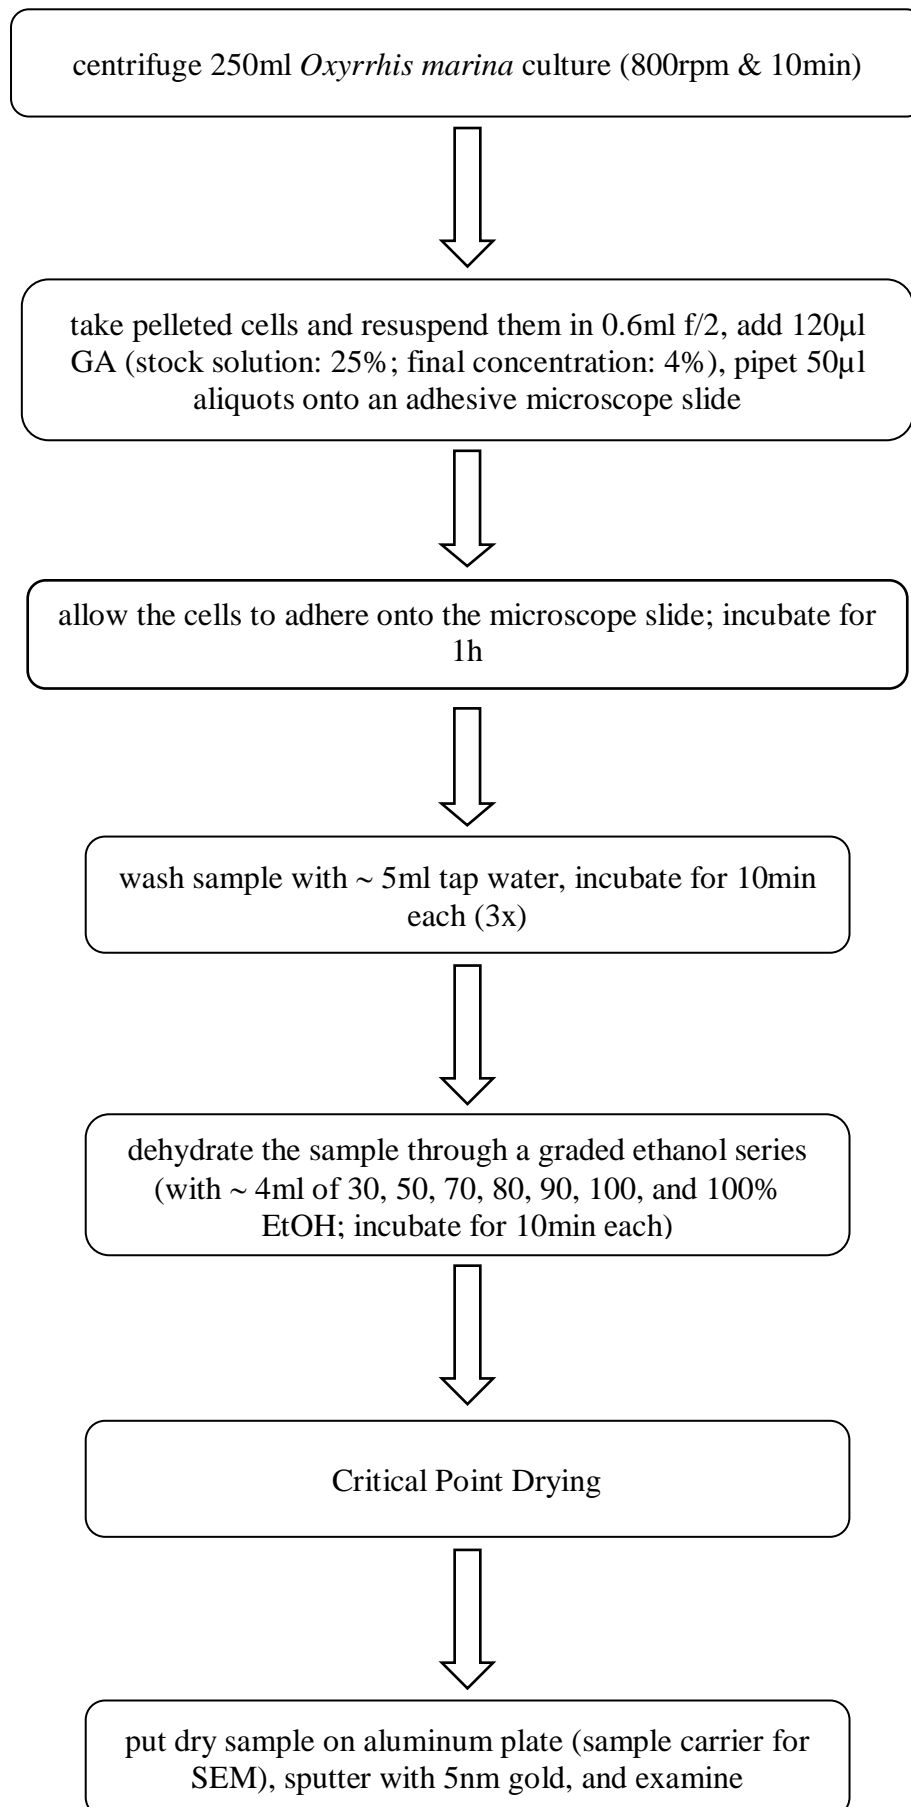 centrifuge 250ml Oxyrrhis marina culture (800rpm & 10min)
take pelleted cells and resuspend them in 0.6ml f/2, add 120µl
GA (stock solution: 25%; final concentration: 4%), pipet 50µl
aliquots onto an adhesive microscope slide
allow the cells to adhere onto the microscope slide; incubate for
1h
wash sample with ~ 5ml tap water, incubate for 10min
each (3x)
dehydrate the sample through a graded ethanol series
(with ~ 4ml of 30, 50, 70, 80, 90, 100, and 100%
EtOH; incubate for 10min each)
Critical Point Drying
put dry sample on aluminum plate (sample carrier for
SEM), sputter with 5nm gold, and examine